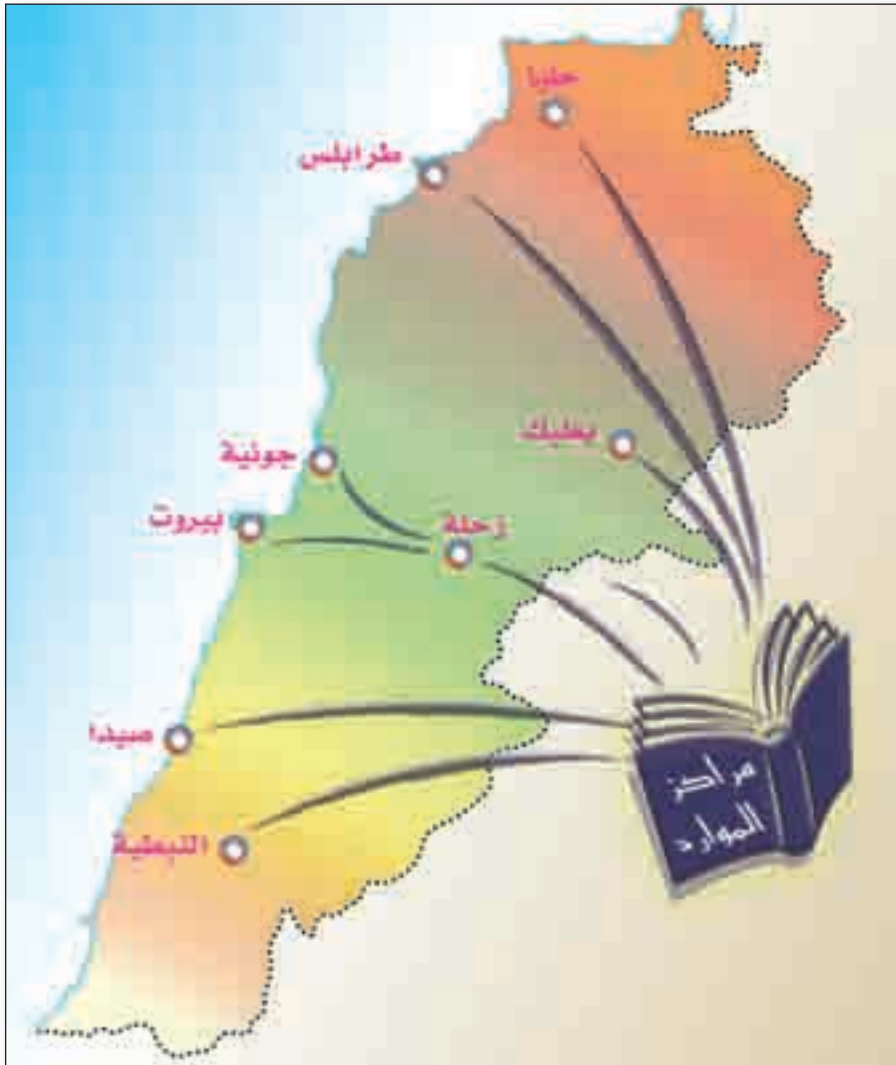 حلبا
طرابلس
بعلبك
جونية
بيروت
زحلة
صيدا
النبطية
مراكز
الموارد